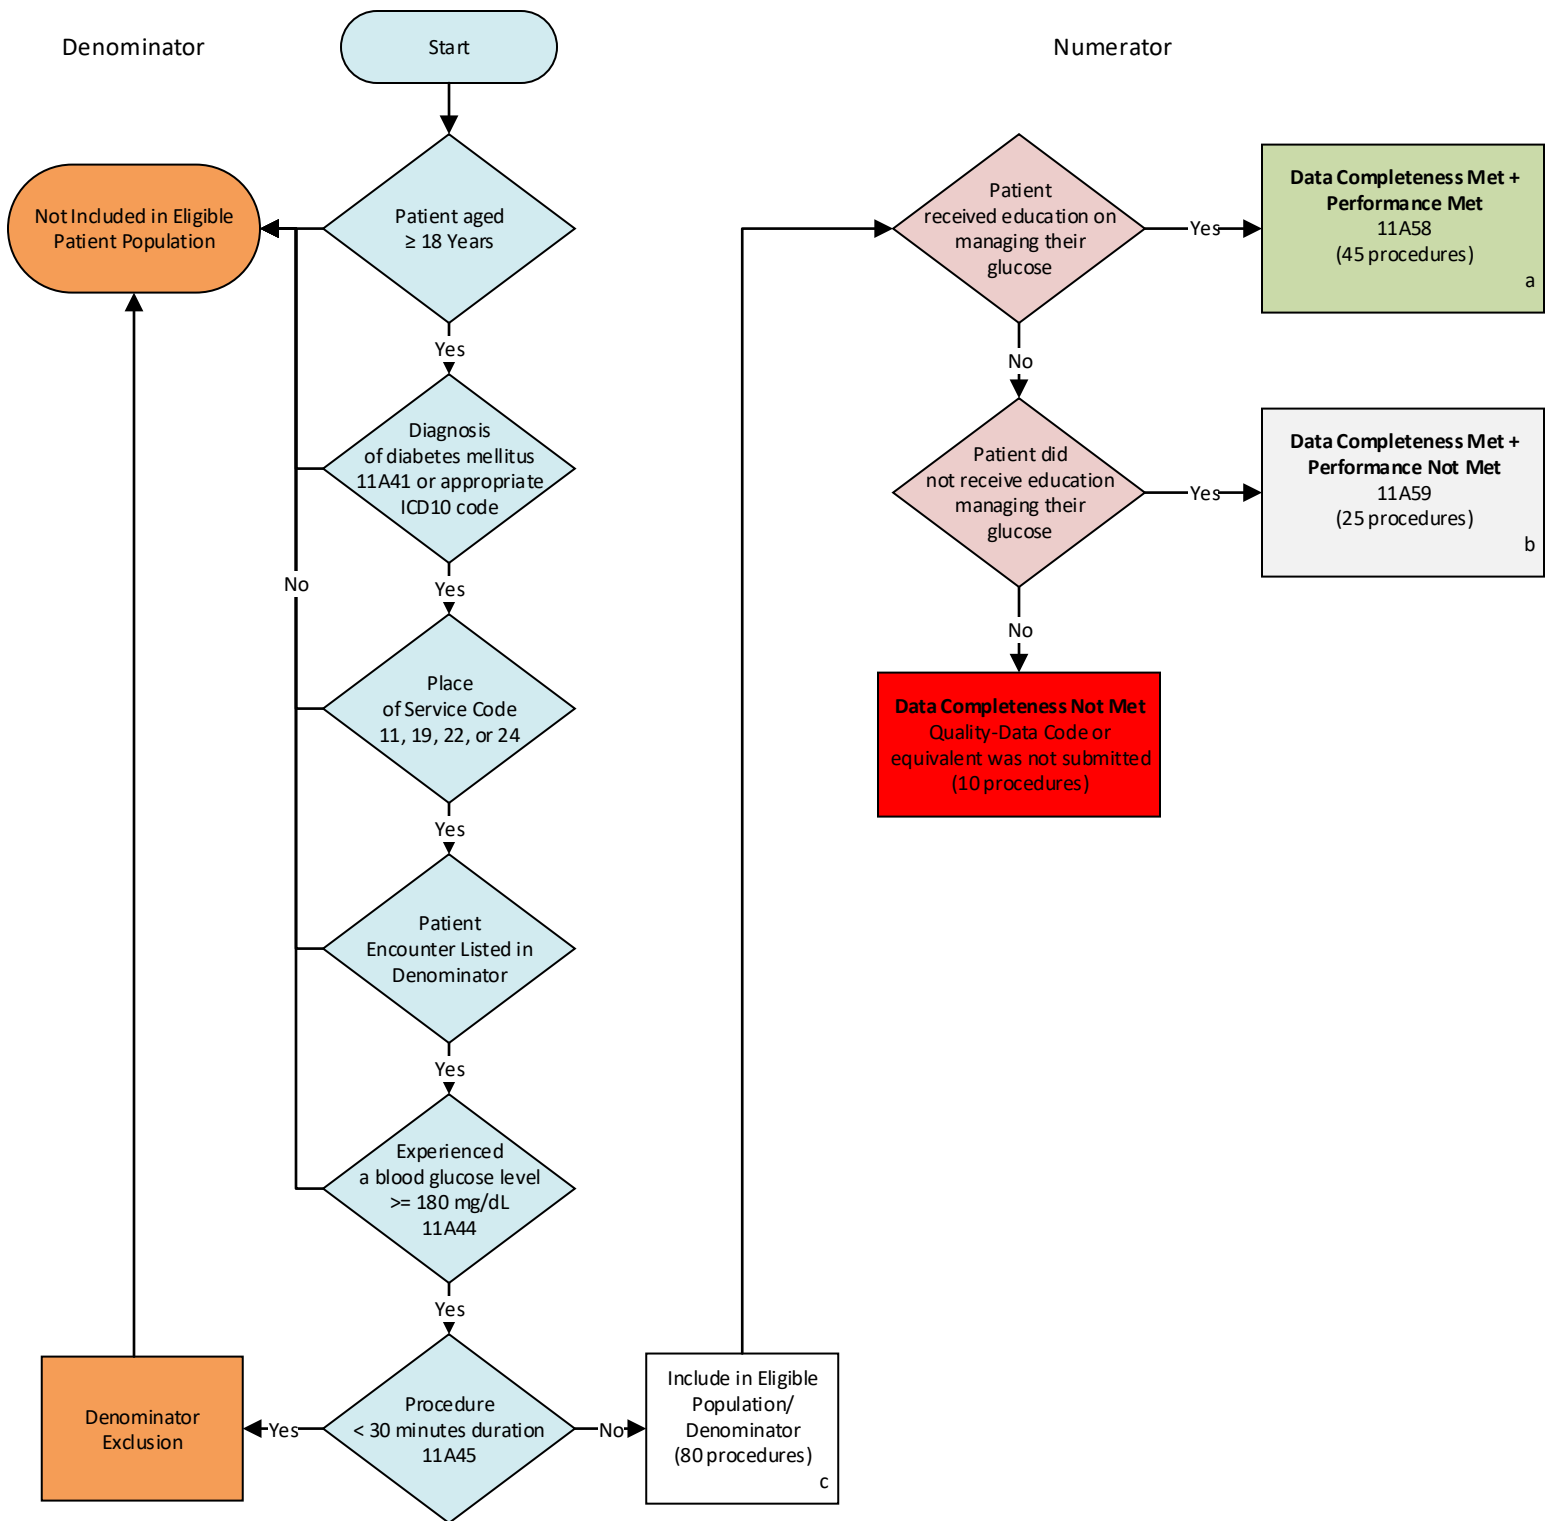 Denominator
Start
Numerator
Not Included in Eligible
Patient Population
Patient aged
≥ 18 Years
Yes
Diagnosis
of diabetes mellitus
11A41 or appropriate
ICD10 code
No
Yes
Place
of Service Code
11, 19, 22, or 24
Yes
Patient
Encounter Listed in
Denominator
Yes
Experienced
a blood glucose level
>= 180 mg/dL
11A44
Yes
Procedure
< 30 minutes duration
11A45
Yes
Denominator
Exclusion
No
Include in Eligible
Population/
Denominator
(80 procedures)
c
Patient
received education on
managing their
glucose
Yes
Data Completeness Met +
Performance Met
11A58
(45 procedures)
a
No
Patient did
not receive education
managing their
glucose
Yes
Data Completeness Met +
Performance Not Met
11A59
(25 procedures)
b
No
Data Completeness Not Met
Quality-Data Code or
equivalent was not submitted
(10 procedures)